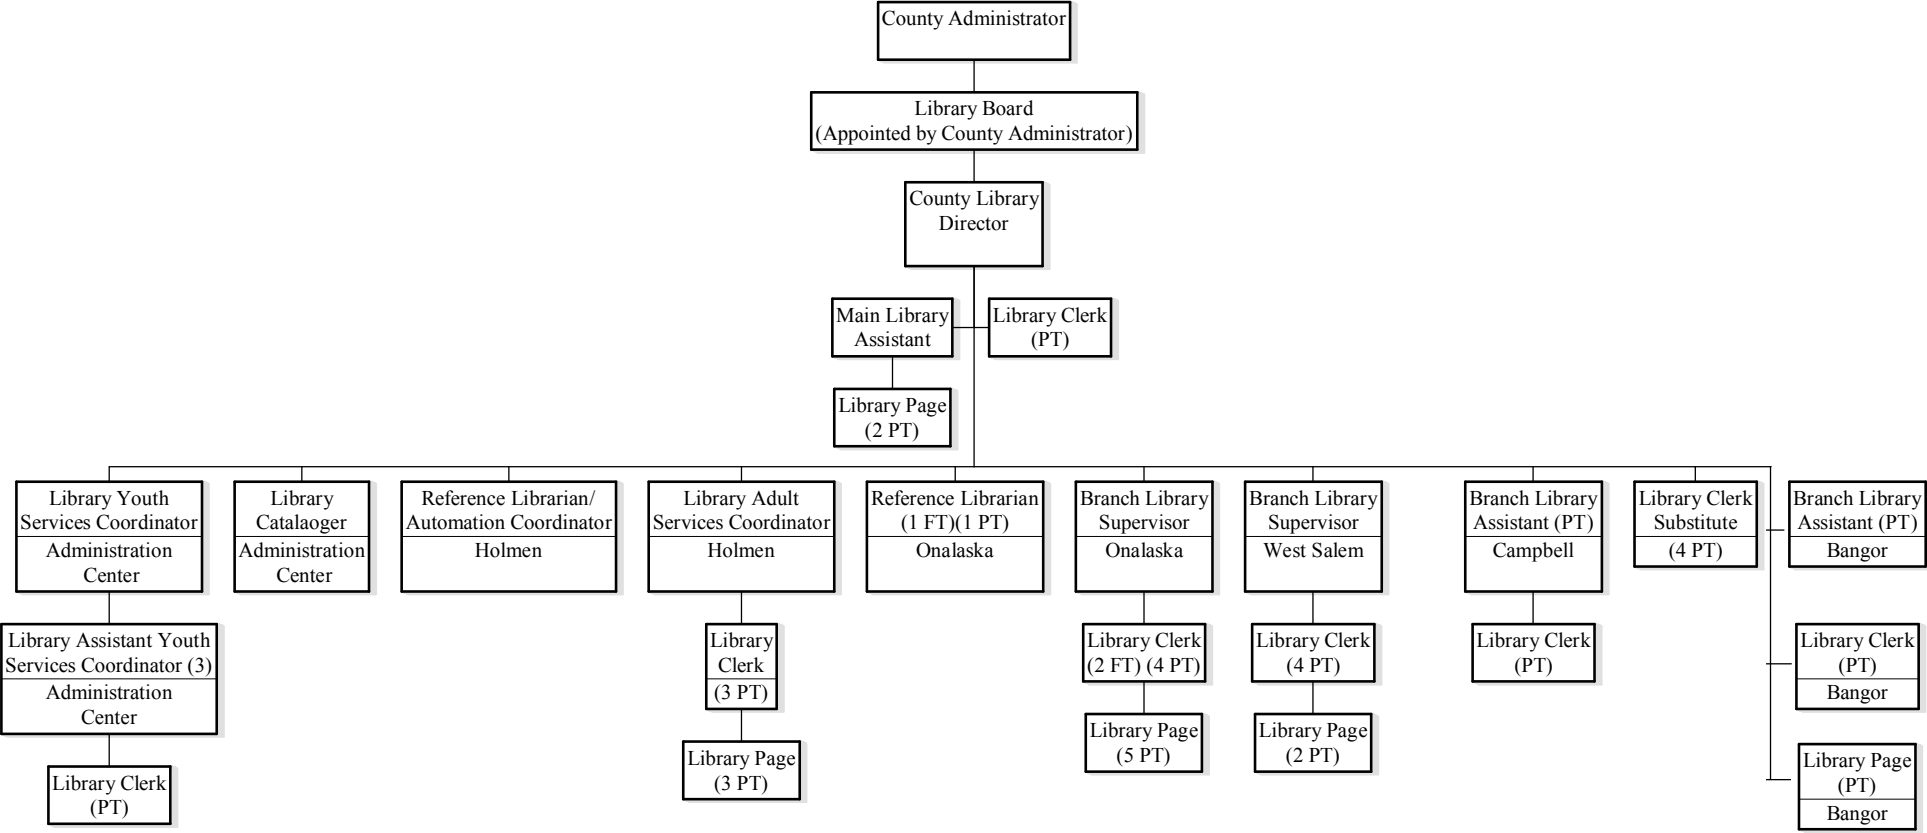 County Administrator
Library Board
(Appointed by County Administrator)
County Library
Director
Main Library
Assistant
Library Clerk
(PT)
Library Page
(2 PT)
Library Youth
Services Coordinator
Administration
Center
Library
Catalaoger
Administration
Center
Reference Librarian/
Automation Coordinator
Holmen
Library Adult
Services Coordinator
Holmen
Reference Librarian
(1 FT)(1 PT)
Onalaska
Branch Library
Supervisor
Onalaska
Branch Library
Supervisor
West Salem
Branch Library
Assistant (PT)
Campbell
Library Clerk
Substitute
(4 PT)
Branch Library
Assistant (PT)
Bangor
Library Assistant Youth
Services Coordinator (3)
Administration
Center
Library
Clerk
(3 PT)
Library Clerk
(2 FT) (4 PT)
Library Clerk
(4 PT)
Library Clerk
(PT)
Library Clerk
(PT)
Bangor
Library Clerk
(PT)
Library Page
(3 PT)
Library Page
(5 PT)
Library Page
(2 PT)
Library Page
(PT)
Bangor